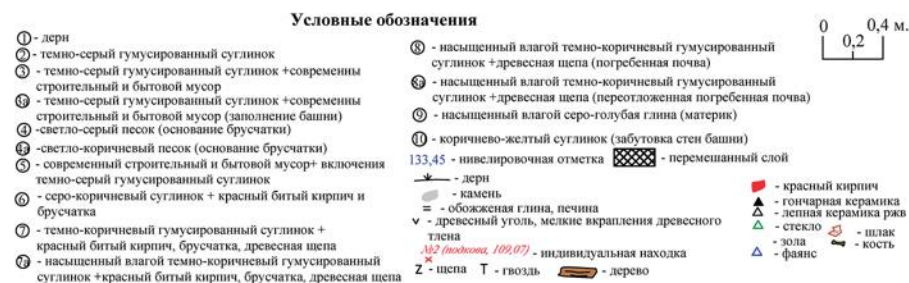 Условные обозначения
① - дерн
② - темно-серый гумусированный суглинок
③ - темно-серый гумусированный суглинок +современны
строительный и бытовой мусор
3а - темно-серый гумусированный суглинок +современны
строительный и бытовой мусор (заполнение башни)
④ -светло-серый песок (основание брусчатки)
4а -светло-коричневый песок (основание брусчатки)
⑤ - современный строительный и бытовой мусор+ включения
темно-серый гумусированный суглинок
⑥ - серо-коричневый суглинок + красный битый кирпич и
брусчатка
⑦ - темно-коричневый гумусированный суглинок +
красный битый кирпич, брусчатка, древесная щепа
7а - насыщенный влагой темно-коричневый гумусированный
суглинок +красный битый кирпич, брусчатка, древесная щепа
⑧ - насыщенный влагой темно-коричневый гумусированный
суглинок +древесная щепа (погребенная почва)
8а - насыщенный влагой темно-коричневый гумусированный
суглинок +древесная щепа (переотложенная погребенная почва)
⑨ - насыщенный влагой серо-голубая глина (материк)
⑩ - коричнево-желтый суглинок (забутовка стен башни)
133,45 - нивелировочная отметка - перемешанный слой
- дерн
- камень
= - обожженая глина, печина
v - древесный уголь, мелкие вкрапления древесного
тлена
№2 (подкова, 109,07) - индивидуальная находка
Z - щепа T - гвоздь - дерево
0 0,4 м.
0,2
- красный кирпич
- гончарная керамика
- лепная керамика ржв
- стекло - шлак
- зола - кость
- фаянс